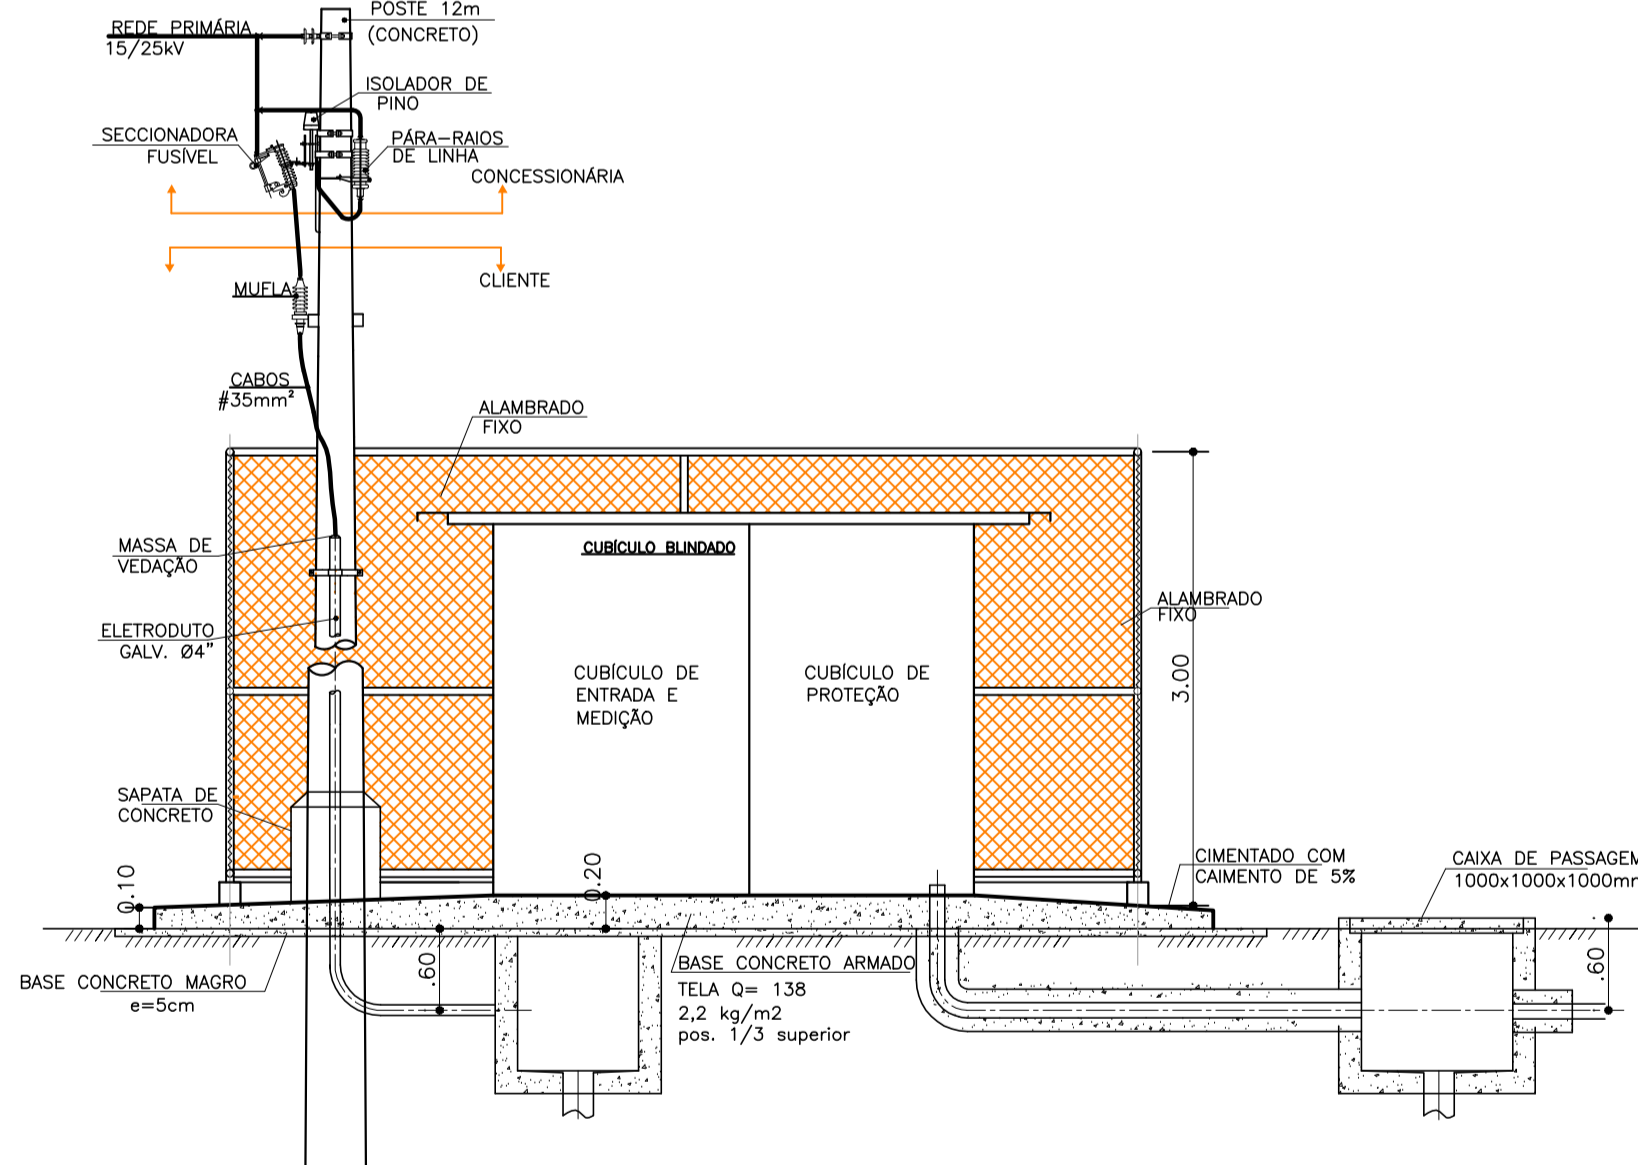 POSTE 12m
(CONCRETO)
REDE PRIMÁRIA
15/25kV
ISOLADOR DE
PINO
SECCIONADORA
FUSÍVEL
PÁRA-RAIOS
DE LINHA
CONCESSIONÁRIA
CLIENTE
MUFLA
CABOS
#35mm²
ALAMBRADO
FIXO
MASSA DE
VEDAÇÃO
CUBÍCULO BLINDADO
ALAMBRADO
FIXO
ELETRODUTO
GALV. Ø4"
CUBÍCULO DE
ENTRADA E
MEDIÇÃO
CUBÍCULO DE
PROTEÇÃO
3.00
SAPATA DE
CONCRETO
0.10
0.20
CIMENTADO COM
CAIMENTO DE 5%
CAIXA DE PASSAGEM
1000x1000x1000mm
BASE CONCRETO MAGRO
e=5cm
.60
BASE CONCRETO ARMADO
TELA Q= 138
2,2 kg/m2
pos. 1/3 superior
.60